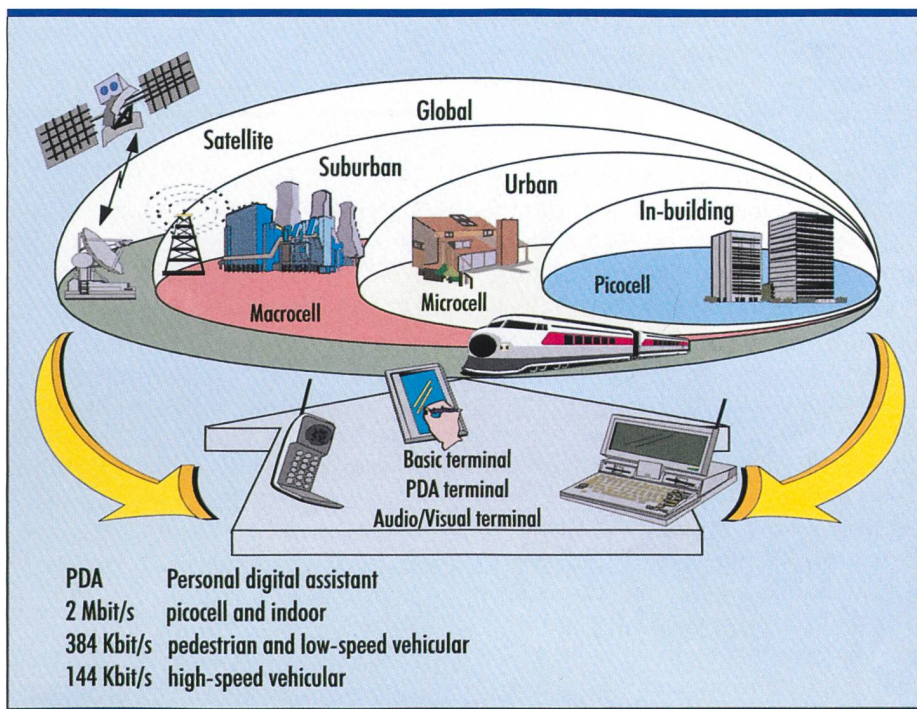 Global
Satellite
Suburban
Urban
In-building
Picocell
Microcell
Macrocell
Basic terminal
PDA terminal
Audio/Visual terminal
PDA Personal digital assistant
2 Mbit/s picocell and indoor
384 Kbit/s pedestrian and low-speed vehicular
144 Kbit/s high-speed vehicular